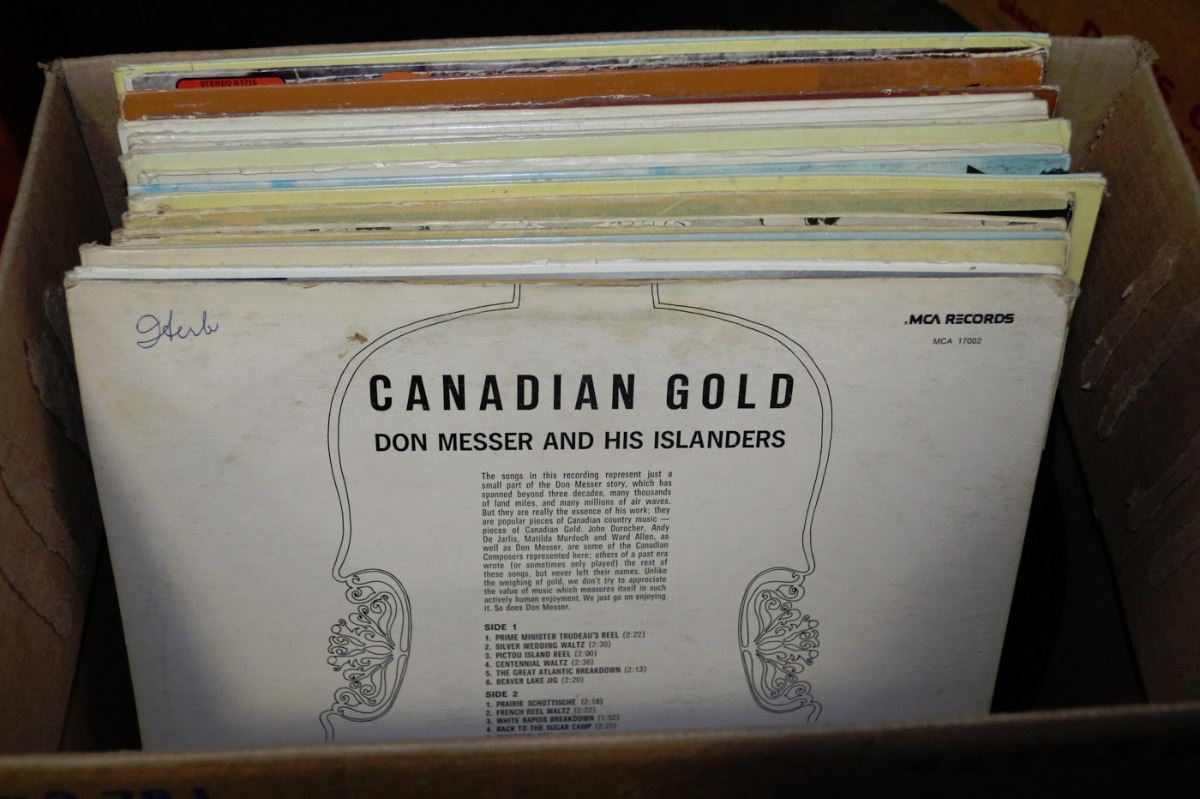 STEREO R1715
Herb
MCA RECORDS
MCA 17002
CANADIAN GOLD
DON MESSER AND HIS ISLANDERS
The songs in this recording represent just a
small part of the Don Messer story, which has
spanned beyond three decades, many thousands
of land miles, and many millions of air waves.
But they are really the essence of his work; they
are popular pieces of Canadian country music —
pieces of Canadian Gold. John Durocher, Andy
De Jarlis, Matilda Murdoch and Ward Allen, as
well as Don Messer, are some of the Canadian
Composers represented here; others of a past era
wrote (or sometimes only played) the rest of
these songs, but never left their names. Unlike
the weighing of gold, we don't try to appreciate
the value of music which measures itself in such
actively human enjoyment. We just go on enjoying
it. So does Don Messer.
SIDE 1
1. PRIME MINISTER TRUDEAU'S REEL (2:22)
2. SILVER WEDDING WALTZ (2:30)
3. PICTOU ISLAND REEL (2:00)
4. CENTENNIAL WALTZ (2:36)
5. THE GREAT ATLANTIC BREAKDOWN (2:13)
6. BEAVER LAKE JIG (2:20)
SIDE 2
1. PRAIRIE SCHOTTISCHE (2:18)
2. FRENCH REEL WALTZ (2:22)
3. WHITE RAPIDS BREAKDOWN (1:52)
4. BACK TO THE SUGAR CAMP (2:25)